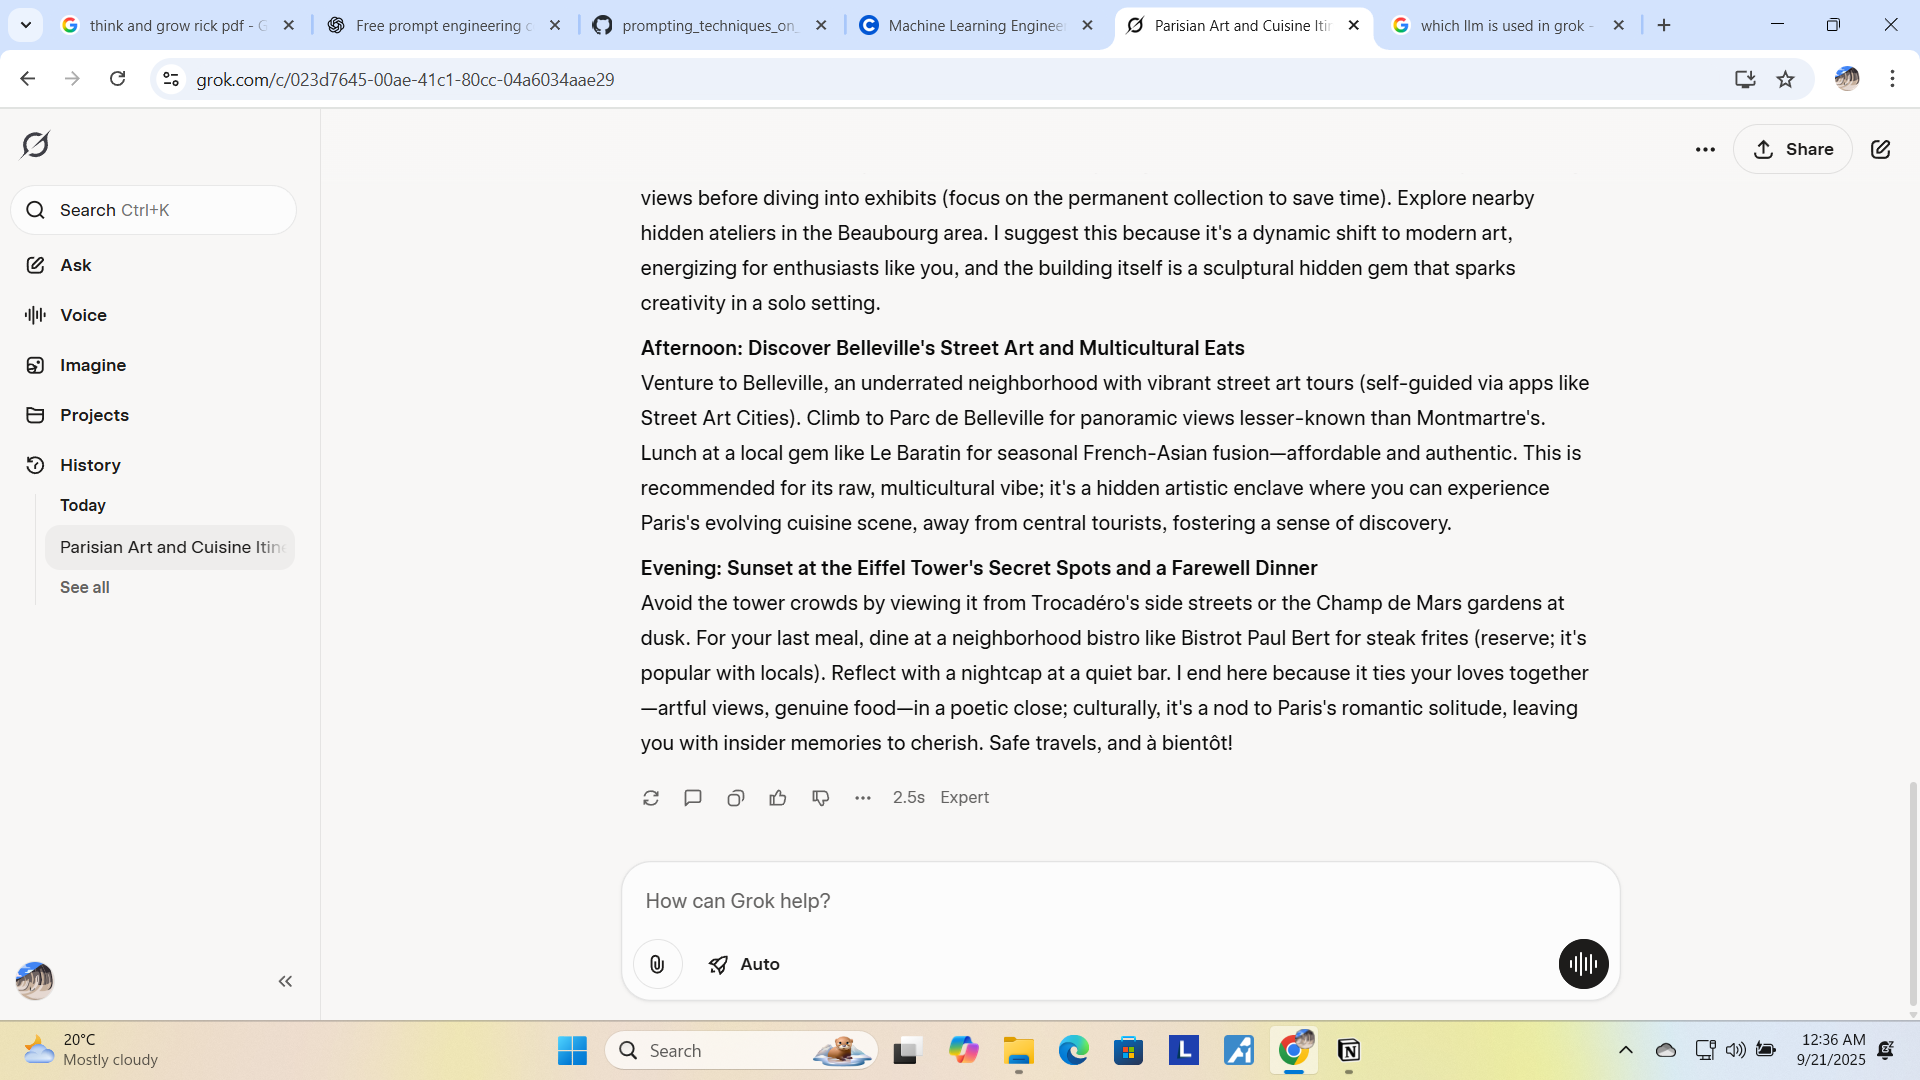 think and grow rick pdf - G
Free prompt engineering c
prompting_techniques_on_
Machine Learning Enginee
Parisian Art and Cuisine Itin
which llm is used in grok -
grok.com/c/023d7645-00ae-41c1-80cc-04a6034aae29
Share
Search Ctrl+K
Ask
Voice
Imagine
Projects
History
Today
Parisian Art and Cuisine Itine
See all
views before diving into exhibits (focus on the permanent collection to save time). Explore nearby
hidden ateliers in the Beaubourg area. I suggest this because it's a dynamic shift to modern art,
energizing for enthusiasts like you, and the building itself is a sculptural hidden gem that sparks
creativity in a solo setting.
Afternoon: Discover Belleville's Street Art and Multicultural Eats
Venture to Belleville, an underrated neighborhood with vibrant street art tours (self-guided via apps like
Street Art Cities). Climb to Parc de Belleville for panoramic views lesser-known than Montmartre's.
Lunch at a local gem like Le Baratin for seasonal French-Asian fusion—affordable and authentic. This is
recommended for its raw, multicultural vibe; it's a hidden artistic enclave where you can experience
Paris's evolving cuisine scene, away from central tourists, fostering a sense of discovery.
Evening: Sunset at the Eiffel Tower's Secret Spots and a Farewell Dinner
Avoid the tower crowds by viewing it from Trocadéro's side streets or the Champ de Mars gardens at
dusk. For your last meal, dine at a neighborhood bistro like Bistrot Paul Bert for steak frites (reserve; it's
popular with locals). Reflect with a nightcap at a quiet bar. I end here because it ties your loves together
—artful views, genuine food—in a poetic close; culturally, it's a nod to Paris's romantic solitude, leaving
you with insider memories to cherish. Safe travels, and à bientôt!
2.5s Expert
How can Grok help?
Auto
20°C
Mostly cloudy
Search
L
12:36 AM
9/21/2025